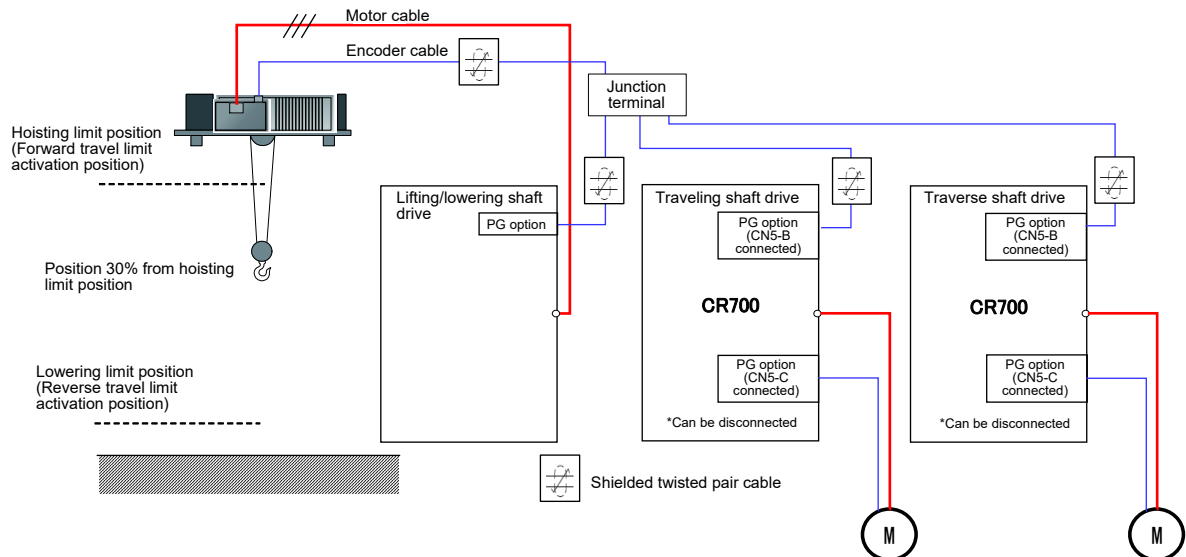 Motor cable
Encoder cable
Junction
terminal
Hoisting limit position
(Forward travel limit
activation position)
Position 30% from hoisting
limit position
Lowering limit position
(Reverse travel limit
activation position)
Lifting/lowering shaft
drive
PG option
Traveling shaft drive
PG option
(CN5-B
connected)
CR700
PG option
(CN5-C
connected)
*Can be disconnected
Traverse shaft drive
PG option
(CN5-B
connected)
CR700
PG option
(CN5-C
connected)
*Can be disconnected
Shielded twisted pair cable
M
M